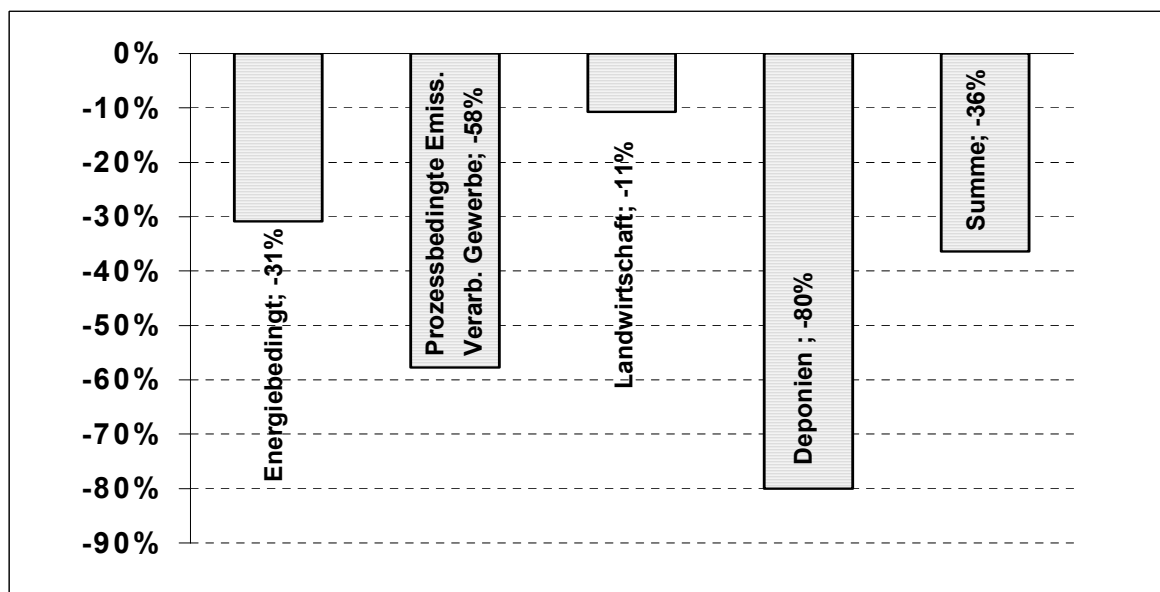 0%
-10%
-20%
-30%
-40%
-50%
-60%
-70%
-80%
-90%
Energiebedingt; -31%
Prozessbedingte Emiss.
Verarb. Gewerbe; -58%
Landwirtschaft; -11%
Deponien ; -80%
Summe; -36%